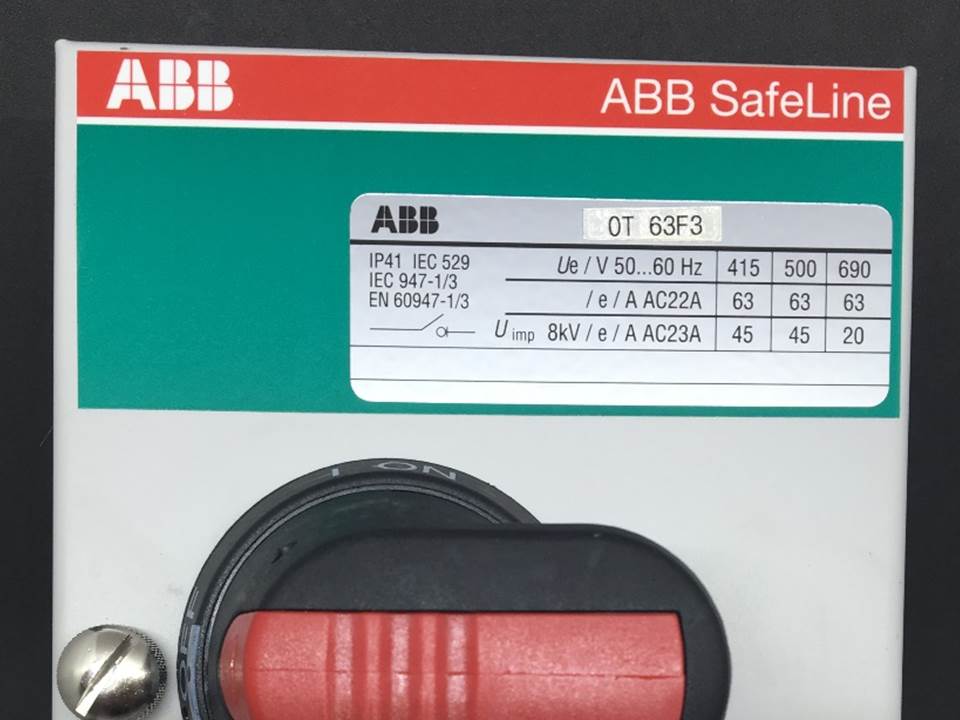 ABB ABB SafeLine
ABB OT 63F3
IP41 IEC 529
IEC 947-1/3
EN 60947-1/3
Ue / V 50...60 Hz 415 500 690
/ e / A AC22A 63 63 63
U imp 8kV / e / A AC23A 45 45 20
I ON
OFF